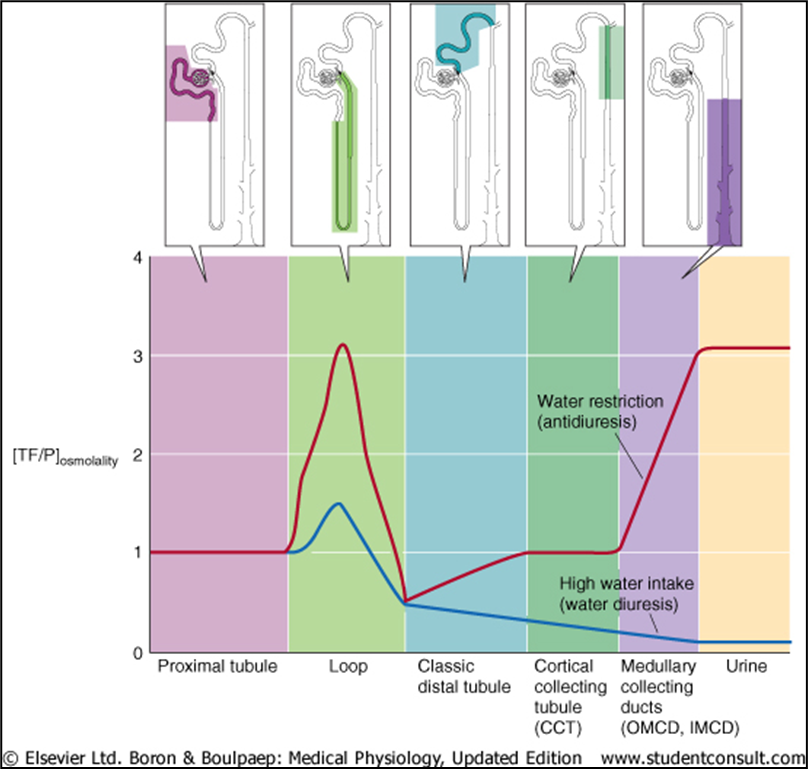 4
3
[TF/P]osmolality
2
1
0
Water restriction
(antidiuresis)
High water intake
(water diuresis)
Proximal tubule
Loop
Classic
distal tubule
Cortical
collecting
tubule
(CCT)
Medullary
collecting
ducts
(OMCD, IMCD)
Urine
© Elsevier Ltd. Boron & Boulpaep: Medical Physiology, Updated Edition www.studentconsult.com